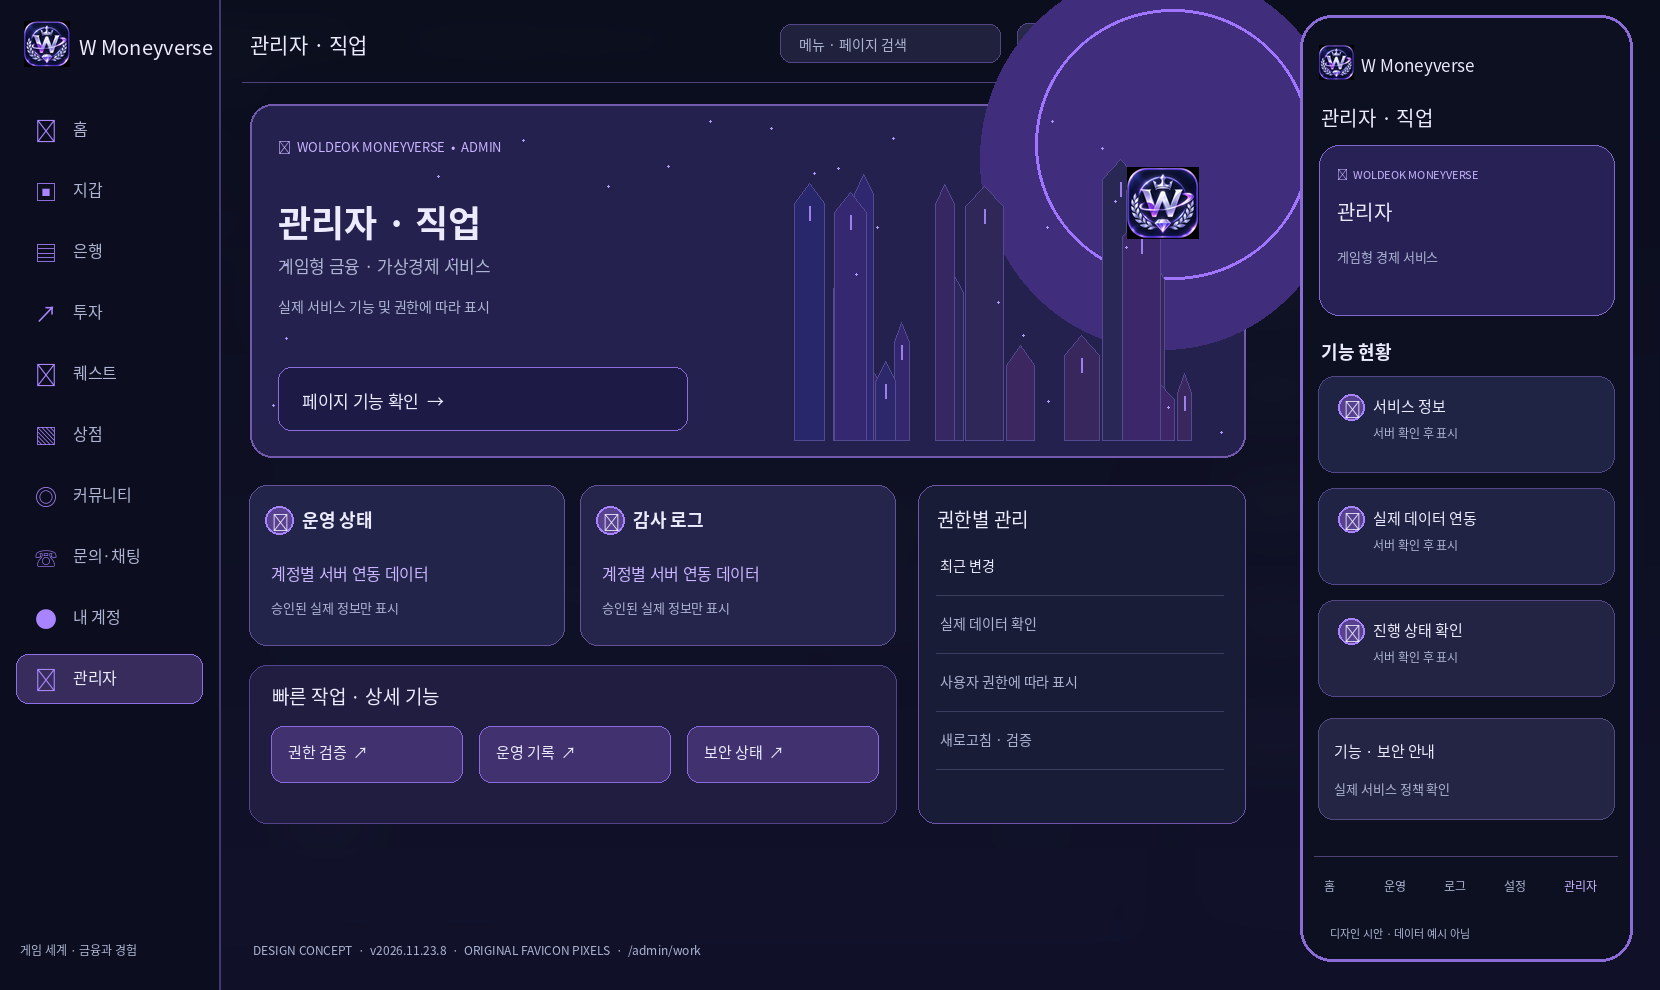 W Moneyverse
홈
지갑
은행
투자
퀘스트
상점
커뮤니티
문의·채팅
내 계정
관리자
게임 세계 · 금융과 경험
관리자 · 직업
메뉴 · 페이지 검색
WOLDEOK MONEYVERSE • ADMIN
관리자 · 직업
게임형 금융 · 가상경제 서비스
실제 서비스 기능 및 권한에 따라 표시
페이지 기능 확인 →
W
운영 상태
계정별 서버 연동 데이터
승인된 실제 정보만 표시
감사 로그
계정별 서버 연동 데이터
승인된 실제 정보만 표시
권한별 관리
최근 변경
실제 데이터 확인
사용자 권한에 따라 표시
새로고침 · 검증
빠른 작업 · 상세 기능
권한 검증 ↗
운영 기록 ↗
보안 상태 ↗
DESIGN CONCEPT · v2026.11.23.8 · ORIGINAL FAVICON PIXELS · /admin/work
W Moneyverse
관리자 · 직업
WOLDEOK MONEYVERSE
관리자
게임형 경제 서비스
기능 현황
서비스 정보
서버 확인 후 표시
실제 데이터 연동
서버 확인 후 표시
진행 상태 확인
서버 확인 후 표시
기능 · 보안 안내
실제 서비스 정책 확인
홈 운영 로그 설정 관리자
디자인 시안 · 데이터 예시 아님